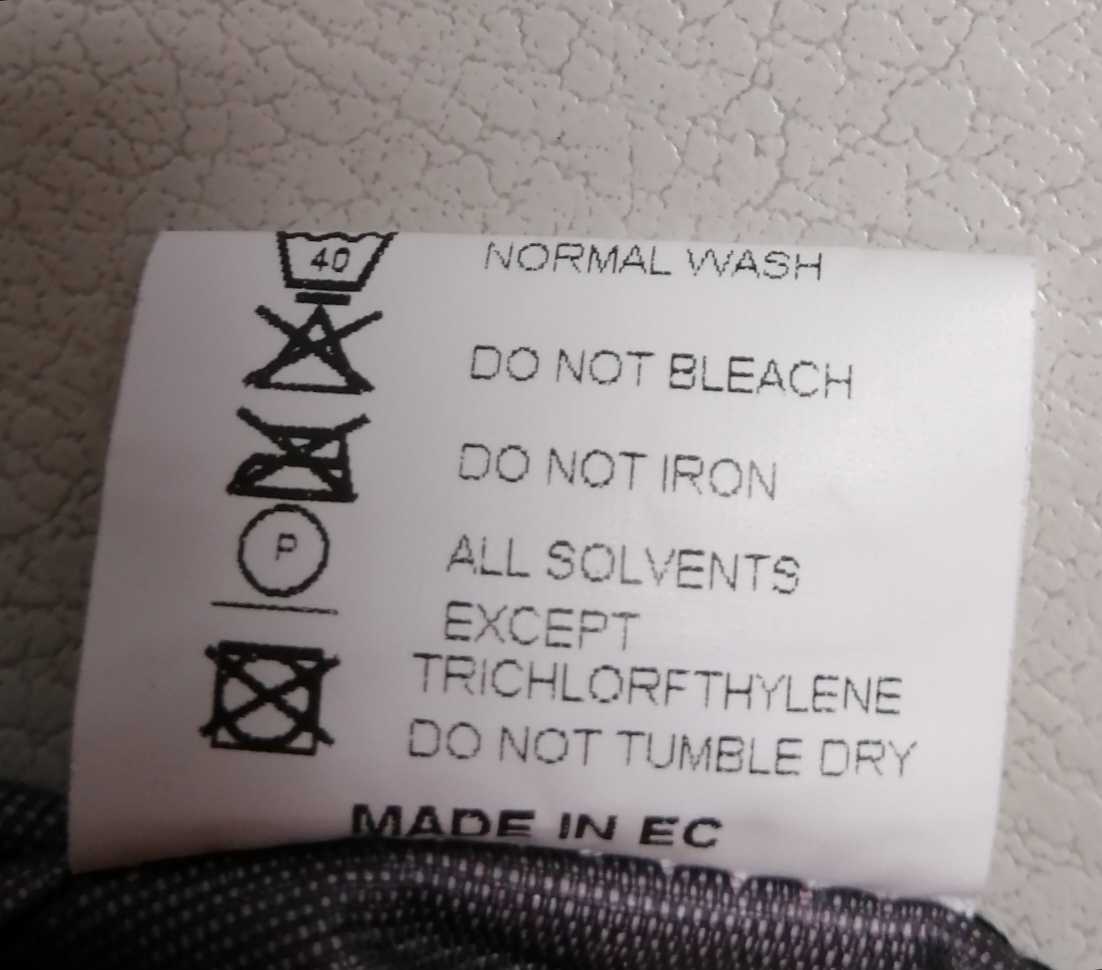 40 NORMAL WASH
DO NOT BLEACH
DO NOT IRON
P ALL SOLVENTS
EXCEPT
TRICHLORFTHYLENE
DO NOT TUMBLE DRY
MADE IN EC